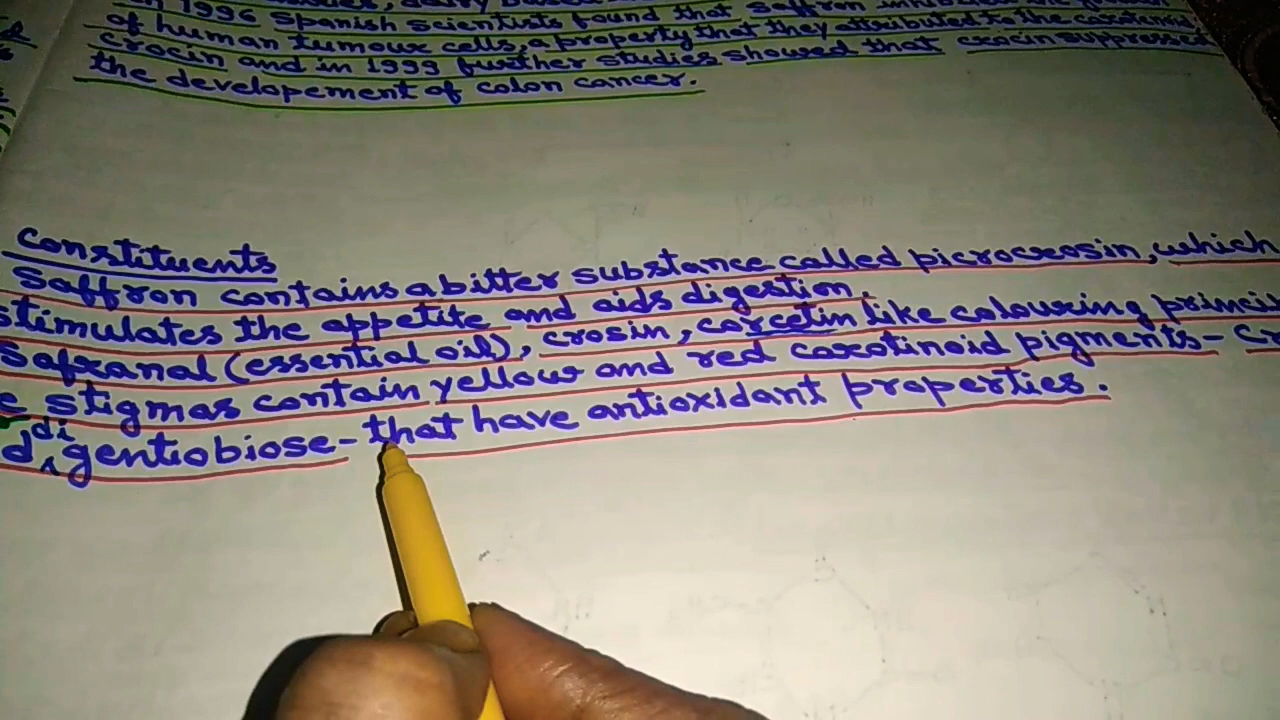 1996 Spanish scientists found that Saffron
of human tumour cells, a property that they attributed to the carotenoid
crocin and in 1999 further studies showed that crocin suppressed
the developement of colon cancer.
Constituents
Saffron contains a bitter substance called picrocrosin, which
stimulates the appetite and aids digestion.
Safranal (essential oil), crosin, corcetin like colouring princi
e stigmas contain yellow and red carotinoid pigments- Cr
di
digentiobiose- that have antioxidant properties.